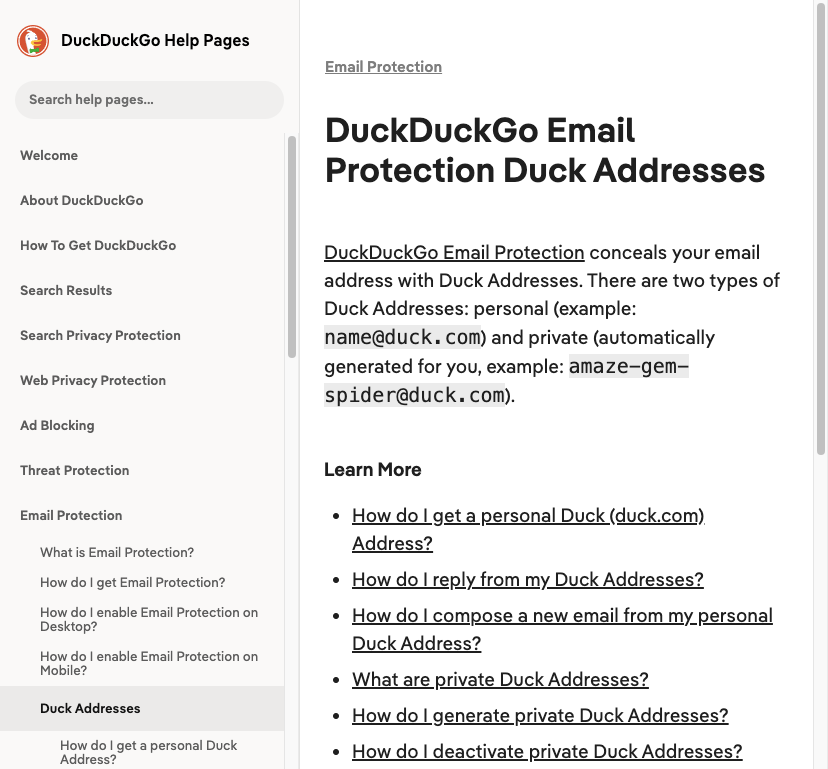 DuckDuckGo Help Pages
Search help pages...
Welcome
About DuckDuckGo
How To Get DuckDuckGo
Search Results
Search Privacy Protection
Web Privacy Protection
Ad Blocking
Threat Protection
Email Protection
What is Email Protection?
How do I get Email Protection?
How do I enable Email Protection on
Desktop?
How do I enable Email Protection on
Mobile?
Duck Addresses
How do I get a personal Duck
Address?
Email Protection
DuckDuckGo Email
Protection Duck Addresses
DuckDuckGo Email Protection conceals your email
address with Duck Addresses. There are two types of
Duck Addresses: personal (example:
name@duck.com) and private (automatically
generated for you, example: amaze-gem-
spider@duck.com).
Learn More
• How do I get a personal Duck (duck.com)
Address?
• How do I reply from my Duck Addresses?
• How do I compose a new email from my personal
Duck Address?
• What are private Duck Addresses?
• How do I generate private Duck Addresses?
• How do I deactivate private Duck Addresses?